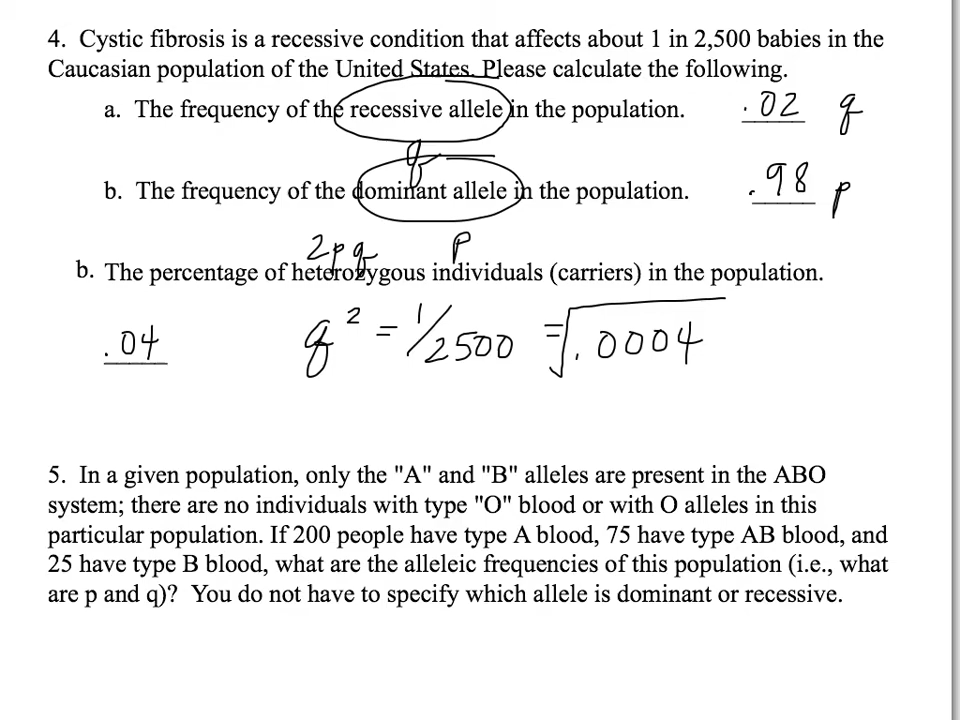 4. Cystic fibrosis is a recessive condition that affects about 1 in 2,500 babies in the
Caucasian population of the United States. Please calculate the following.
a. The frequency of the recessive allele in the population. .02 q
q
b. The frequency of the dominant allele in the population. .98 p
2pq p
b. The percentage of heterozygous individuals (carriers) in the population.
.04 q² = 1/2500 = √.0004
5. In a given population, only the "A" and "B" alleles are present in the ABO
system; there are no individuals with type "O" blood or with O alleles in this
particular population. If 200 people have type A blood, 75 have type AB blood, and
25 have type B blood, what are the alleleic frequencies of this population (i.e., what
are p and q)? You do not have to specify which allele is dominant or recessive.